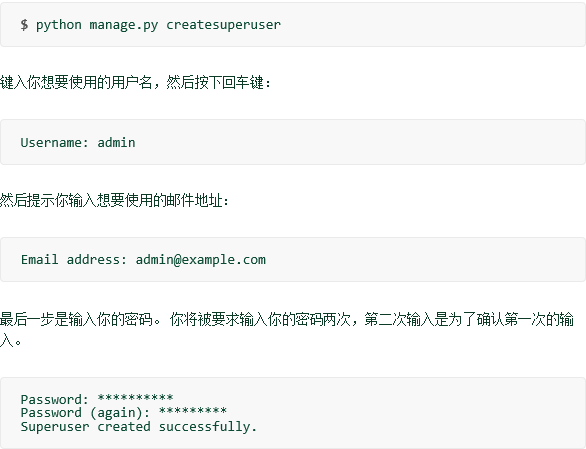 $ python manage.py createsuperuser
键入你想要使用的用户名，然后按下回车键：
Username: admin
然后提示你输入想要使用的邮件地址：
Email address: admin@example.com
最后一步是输入你的密码。 你将被要求输入你的密码两次，第二次输入是为了确认第一次的输
入。
Password: **********
Password (again): *********
Superuser created successfully.